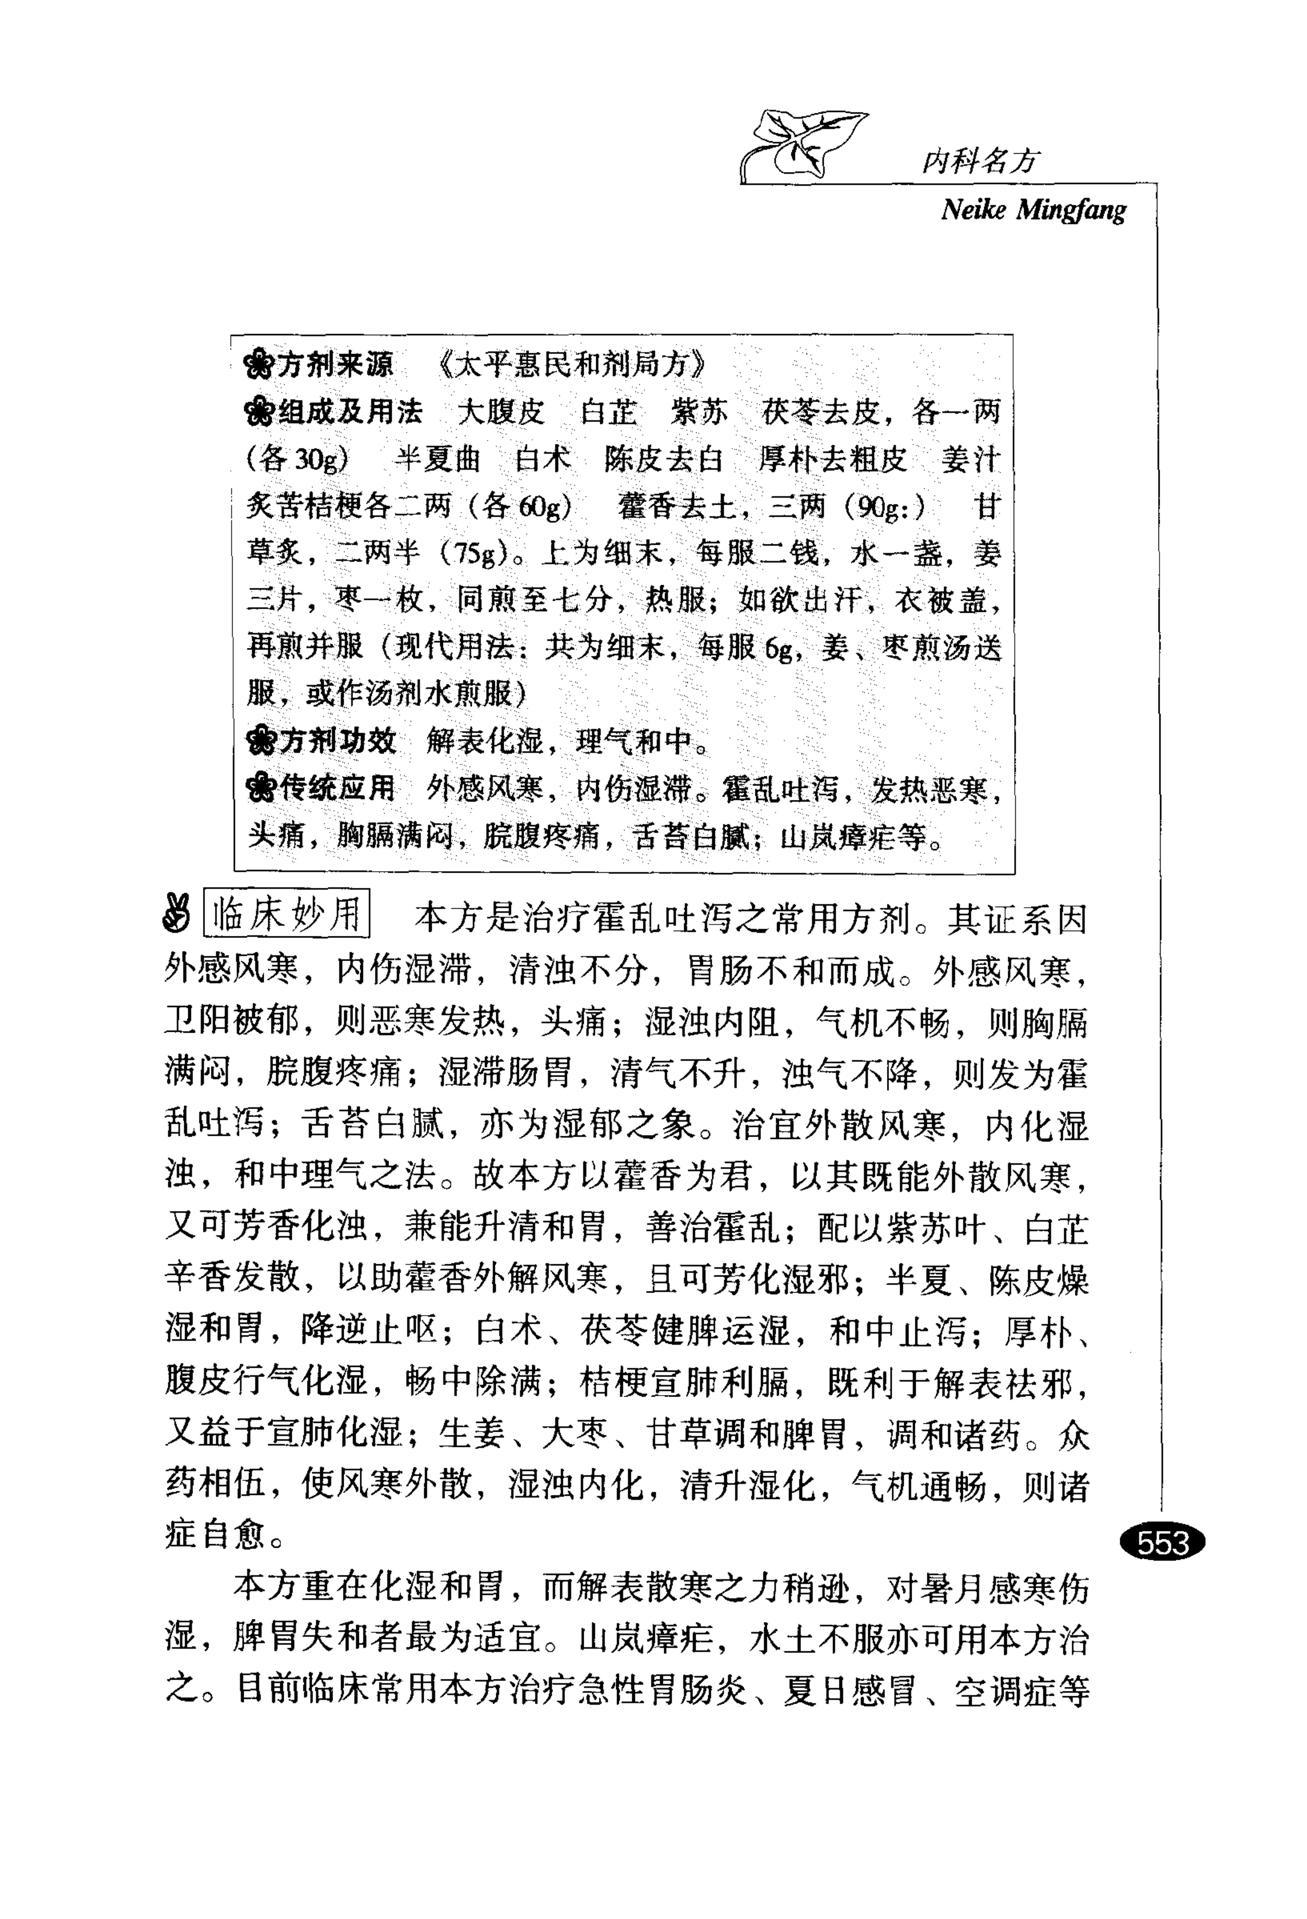 内科名方
Neike Mingfang
方剂来源 《太平惠民和剂局方》
组成及用法 大腹皮 白芷 紫苏 茯苓去皮，各一两
(各30g) 半夏曲 白术 陈皮去白 厚朴去粗皮 姜汁
炙苦桔梗各二两(各60g) 藿香去土，三两(90g:) 甘
草炙，二两半(75g)。上为细末，每服二钱，水一盏，姜
三片，枣一枚，同煎至七分，热服；如欲出汗，衣被盖，
再煎并服(现代用法：共为细末，每服6g，姜、枣煎汤送
服，或作汤剂水煎服)
方剂功效 解表化湿，理气和中。
传统应用 外感风寒，内伤湿滞。霍乱吐泻，发热恶寒，
头痛，胸膈满闷，脘腹疼痛，舌苔白腻；山岚瘴疟等。
临床妙用 本方是治疗霍乱吐泻之常用方剂。其证系因
外感风寒，内伤湿滞，清浊不分，胃肠不和而成。外感风寒，
卫阳被郁，则恶寒发热，头痛；湿浊内阻，气机不畅，则胸膈
满闷，脘腹疼痛；湿滞肠胃，清气不升，浊气不降，则发为霍
乱吐泻；舌苔白腻，亦为湿郁之象。治宜外散风寒，内化湿
浊，和中理气之法。故本方以藿香为君，以其既能外散风寒，
又可芳香化浊，兼能升清和胃，善治霍乱；配以紫苏叶、白芷
辛香发散，以助藿香外解风寒，且可芳化湿邪；半夏、陈皮燥
湿和胃，降逆止呕；白术、茯苓健脾运湿，和中止泻；厚朴、
腹皮行气化湿，畅中除满；桔梗宣肺利膈，既利于解表祛邪，
又益于宣肺化湿；生姜、大枣、甘草调和脾胃，调和诸药。众
药相伍，使风寒外散，湿浊内化，清升湿化，气机通畅，则诸
症自愈。
553
本方重在化湿和胃，而解表散寒之力稍逊，对暑月感寒伤
湿，脾胃失和者最为适宜。山岚瘴疟，水土不服亦可用本方治
之。目前临床常用本方治疗急性胃肠炎、夏日感冒、空调症等